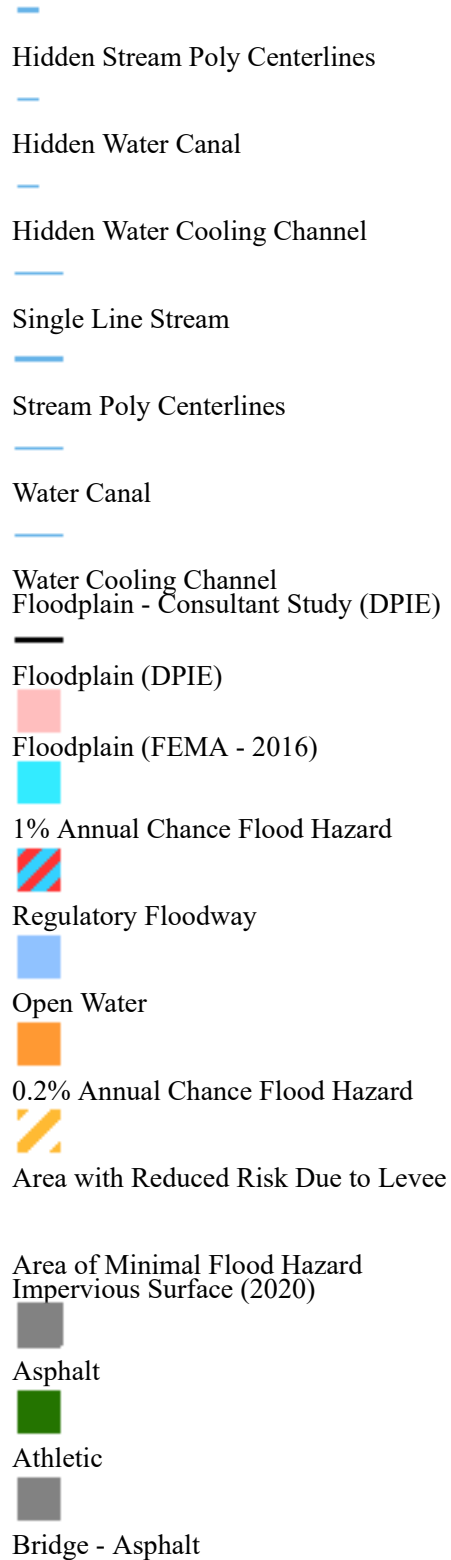 Hidden Stream Poly Centerlines
Hidden Water Canal
Hidden Water Cooling Channel
Single Line Stream
Stream Poly Centerlines
Water Canal
Water Cooling Channel
Floodplain - Consultant Study (DPIE)
Floodplain (DPIE)
Floodplain (FEMA - 2016)
1% Annual Chance Flood Hazard
Regulatory Floodway
Open Water
0.2% Annual Chance Flood Hazard
Area with Reduced Risk Due to Levee
Area of Minimal Flood Hazard
Impervious Surface (2020)
Asphalt
Athletic
Bridge - Asphalt